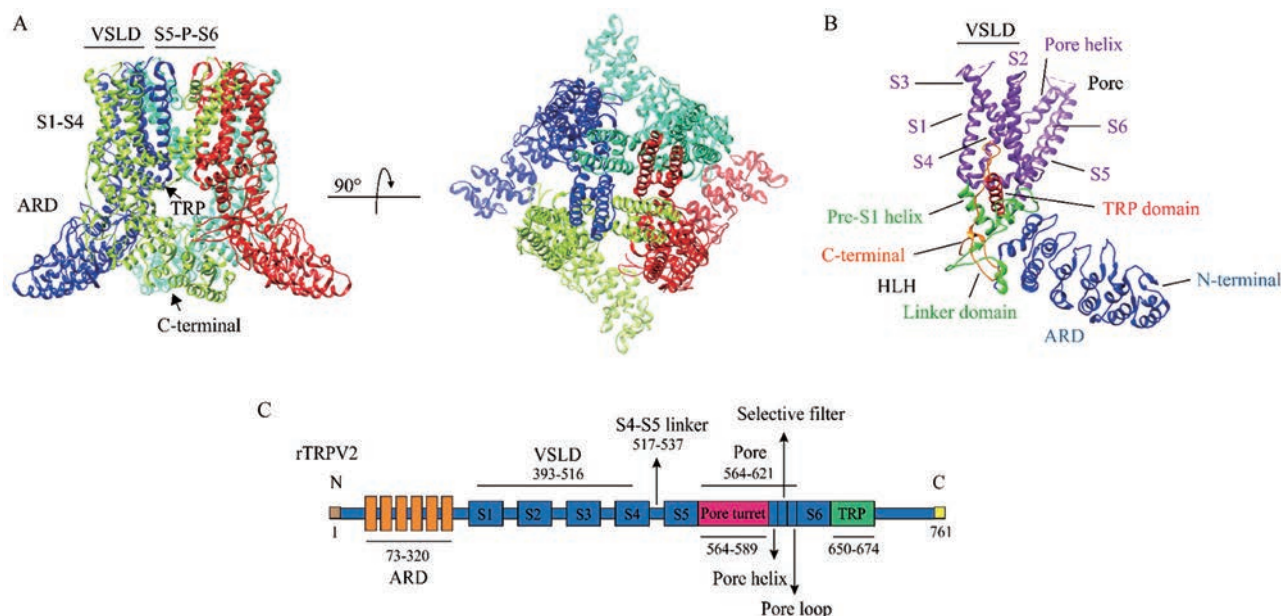 A
VSLD S5-P-S6
S1-S4
ARD
TRP
C-terminal
90°
B
VSLD
Pore helix
S2
S3
Pore
S1
S6
S4
S5
Pre-S1 helix
TRP domain
C-terminal
HLH
N-terminal
Linker domain
ARD
C
Selective filter
S4-S5 linker
517-537
rTRPV2
VSLD
Pore
393-516
564-621
N
C
S1 S2 S3 S4 S5 Pore turret S6 TRP
1
761
73-320
564-589
650-674
ARD
Pore helix
Pore loop